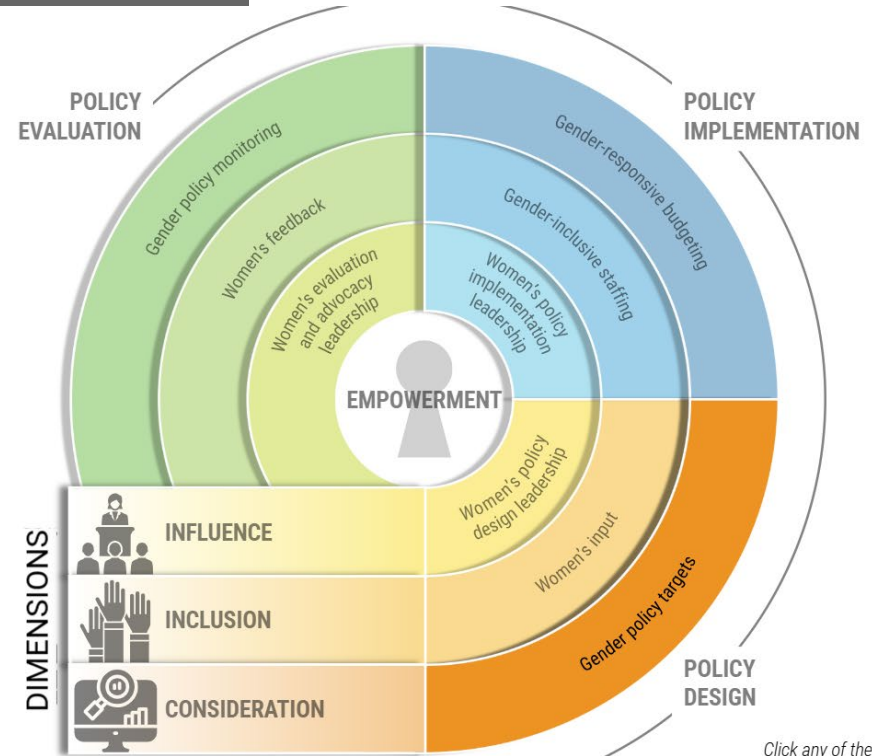 POLICY
EVALUATION
POLICY
IMPLEMENTATION
Gender policy monitoring
Women's feedback
Women's evaluation
and advocacy
leadership
Gender-responsive budgeting
Gender-inclusive staffing
Women's policy
implementation
leadership
EMPOWERMENT
Women's policy
design leadership
Women's input
Gender policy targets
DIMENSIONS
INFLUENCE
INCLUSION
CONSIDERATION
POLICY
DESIGN
Click any of the